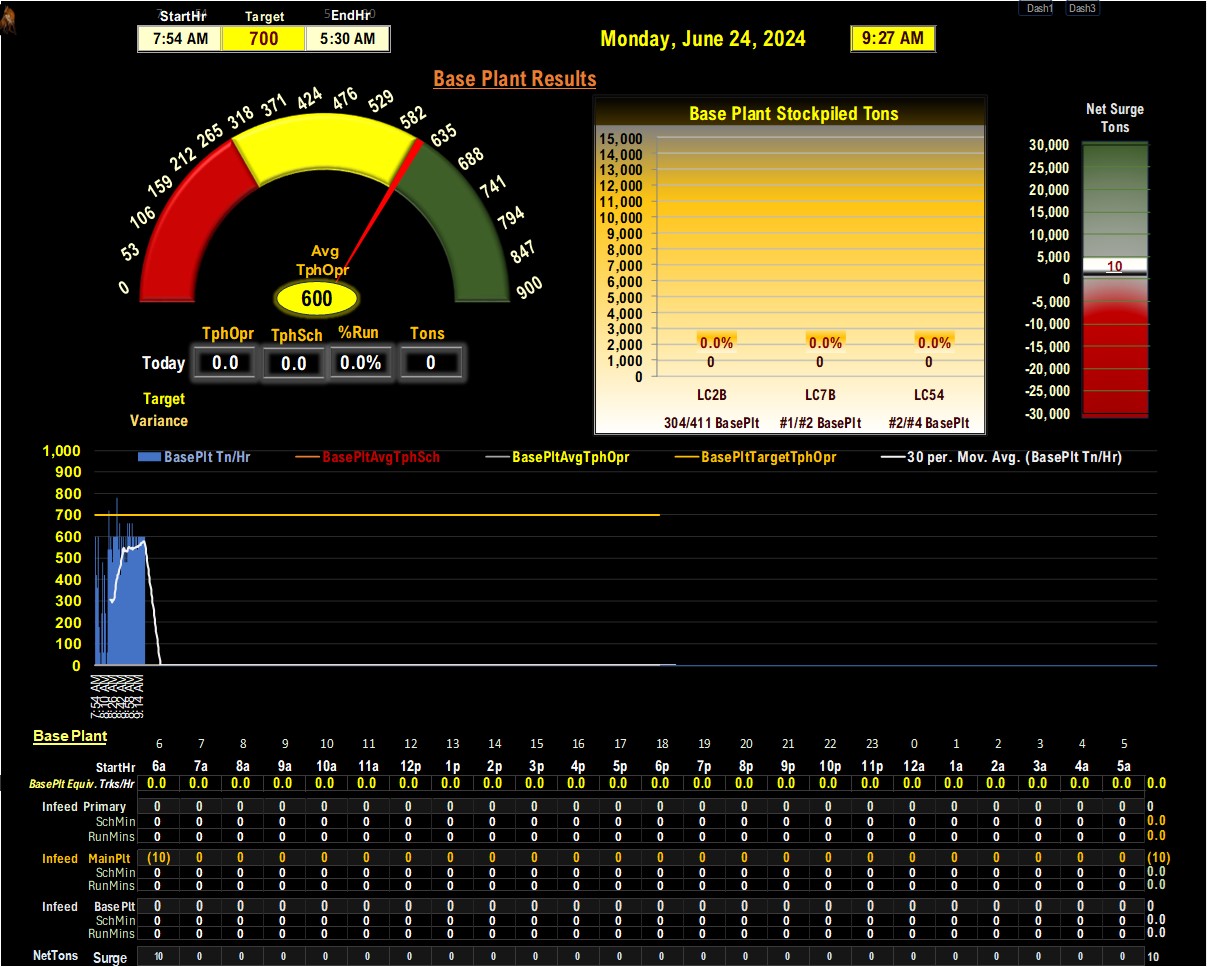 StartHr Target EndHr Dash1 Dash3
7:54 AM 700 5:30 AM Monday, June 24, 2024 9:27 AM
Base Plant Results
0 53 106 159 212 265 318 371 424 476 529 582 635 688 741 794 847 900
Avg
TphOpr
600
TphOpr TphSch %Run Tons
Today 0.0 0.0 0.0% 0
Target
Variance
Base Plant Stockpiled Tons
15,000
14,000
13,000
12,000
11,000
10,000
9,000
8,000
7,000
6,000
5,000
4,000
3,000
2,000
1,000
0
0.0% 0.0% 0.0%
0 0 0
LC2B LC7B LC54
304/411 BasePlt #1/#2 BasePlt #2/#4 BasePlt
Net Surge
Tons
30,000
25,000
20,000
15,000
10,000
5,000
10
0
-5,000
-10,000
-15,000
-20,000
-25,000
-30,000
BasePlt Tn/Hr BasePltAvgTphSch BasePltAvgTphOpr BasePltTargetTphOpr 30 per. Mov. Avg. (BasePlt Tn/Hr)
1,000
900
800
700
600
500
400
300
200
100
0
7:54 AM 8:10 AM 8:26 AM 8:42 AM 8:58 AM 9:14 AM
Base Plant
6 7 8 9 10 11 12 13 14 15 16 17 18 19 20 21 22 23 0 1 2 3 4 5
StartHr 6a 7a 8a 9a 10a 11a 12p 1p 2p 3p 4p 5p 6p 7p 8p 9p 10p 11p 12a 1a 2a 3a 4a 5a
BasePlt Equiv. Trks/Hr 0.0 0.0 0.0 0.0 0.0 0.0 0.0 0.0 0.0 0.0 0.0 0.0 0.0 0.0 0.0 0.0 0.0 0.0 0.0 0.0 0.0 0.0 0.0 0.0 0.0
Infeed Primary 0 0 0 0 0 0 0 0 0 0 0 0 0 0 0 0 0 0 0 0 0 0 0 0 0
SchMin 0 0 0 0 0 0 0 0 0 0 0 0 0 0 0 0 0 0 0 0 0 0 0 0 0.0
RunMins 0 0 0 0 0 0 0 0 0 0 0 0 0 0 0 0 0 0 0 0 0 0 0 0 0.0
Infeed MainPlt (10) 0 0 0 0 0 0 0 0 0 0 0 0 0 0 0 0 0 0 0 0 0 0 0 (10)
SchMin 0 0 0 0 0 0 0 0 0 0 0 0 0 0 0 0 0 0 0 0 0 0 0 0 0.0
RunMins 0 0 0 0 0 0 0 0 0 0 0 0 0 0 0 0 0 0 0 0 0 0 0 0 0.0
Infeed BasePlt 0 0 0 0 0 0 0 0 0 0 0 0 0 0 0 0 0 0 0 0 0 0 0 0 0
SchMin 0 0 0 0 0 0 0 0 0 0 0 0 0 0 0 0 0 0 0 0 0 0 0 0 0.0
RunMins 0 0 0 0 0 0 0 0 0 0 0 0 0 0 0 0 0 0 0 0 0 0 0 0 0.0
NetTons Surge 10 0 0 0 0 0 0 0 0 0 0 0 0 0 0 0 0 0 0 0 0 0 0 0 10